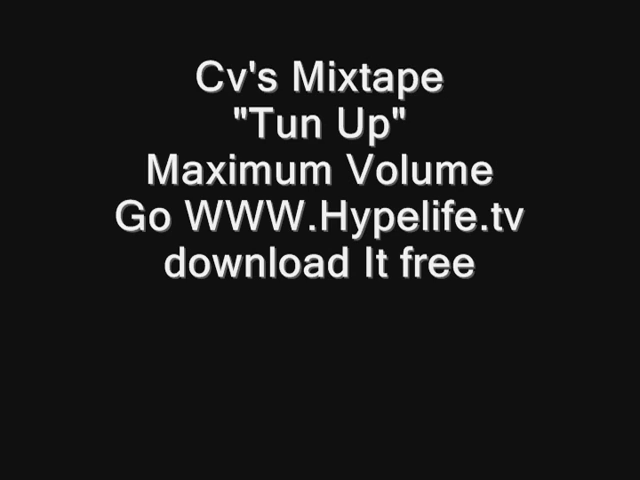 Cv's Mixtape
"Tun Up"
Maximum Volume
Go WWW.Hypelife.tv
download It free